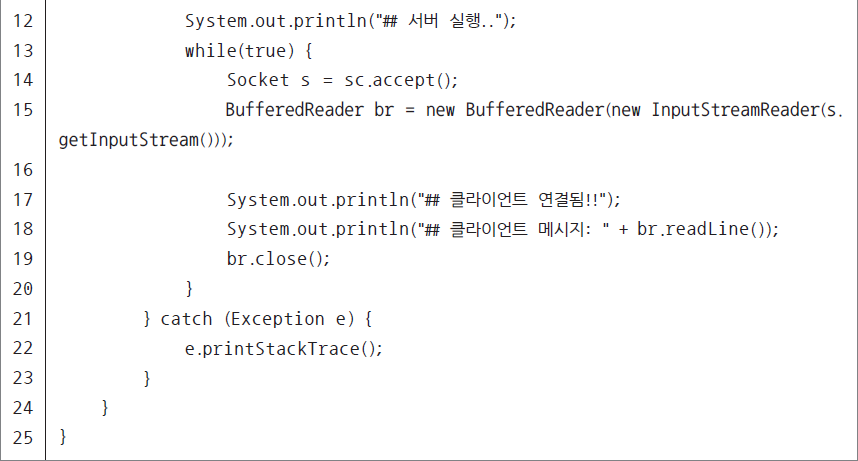 12 System.out.println("## 서버 실행..");
13 while(true) {
14 Socket s = sc.accept();
15 BufferedReader br = new BufferedReader(new InputStreamReader(s.
getInputStream()));
16
17 System.out.println("## 클라이언트 연결됨!!");
18 System.out.println("## 클라이언트 메시지: " + br.readLine());
19 br.close();
20 }
21 } catch (Exception e) {
22 e.printStackTrace();
23 }
24 }
25 }